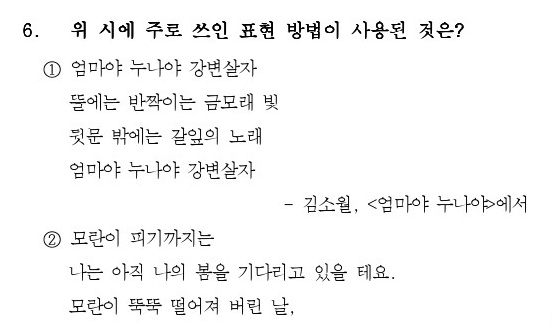 6. 위 시에 주로 쓰인 표현 방법이 사용된 것은?
① 엄마야 누나야 강변살자
뜰에는 반짝이는 금모래 빛
뒷문 밖에는 갈잎의 노래
엄마야 누나야 강변살자
- 김소월, <엄마야 누나야>에서
② 모란이 피기까지는
나는 아직 나의 봄을 기다리고 있을 테요.
모란이 뚝뚝 떨어져 버린 날,